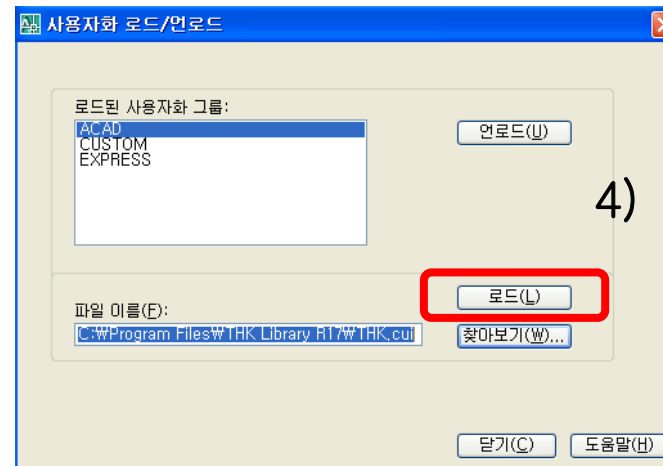 사용자화 로드/언로드
로드된 사용자화 그룹:
ACAD
CUSTOM
EXPRESS
언로드(U)
4)
로드(L)
파일 이름(F):
C:₩Program Files₩THK Library R17₩THK.cui
찾아보기(W)...
닫기(C)
도움말(H)